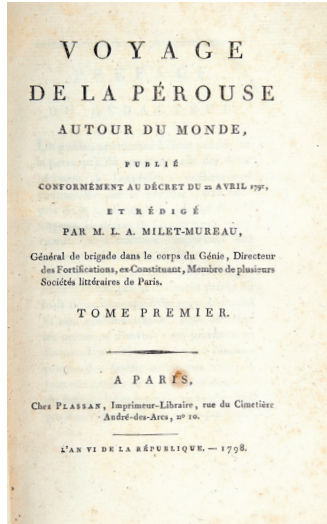 VOYAGE
DE LA PÉROUSE
AUTOUR DU MONDE,
PUBLIÉ
CONFORMÉMENT AU DÉCRET DU 22 AVRIL 1791,
ET RÉDIGÉ
PAR M. L. A. MILET-MUREAU,
Général de brigade dans le corps du Génie, Directeur
des Fortifications, ex-Constituant, Membre de plusieurs
Sociétés littéraires de Paris.
TOME PREMIER.
A PARIS,
Chez PLASSAN, Imprimeur-Libraire, rue du Cimetière
André-des-Arcs, nº 10.
L'AN VI DE LA RÉPUBLIQUE. — 1798.